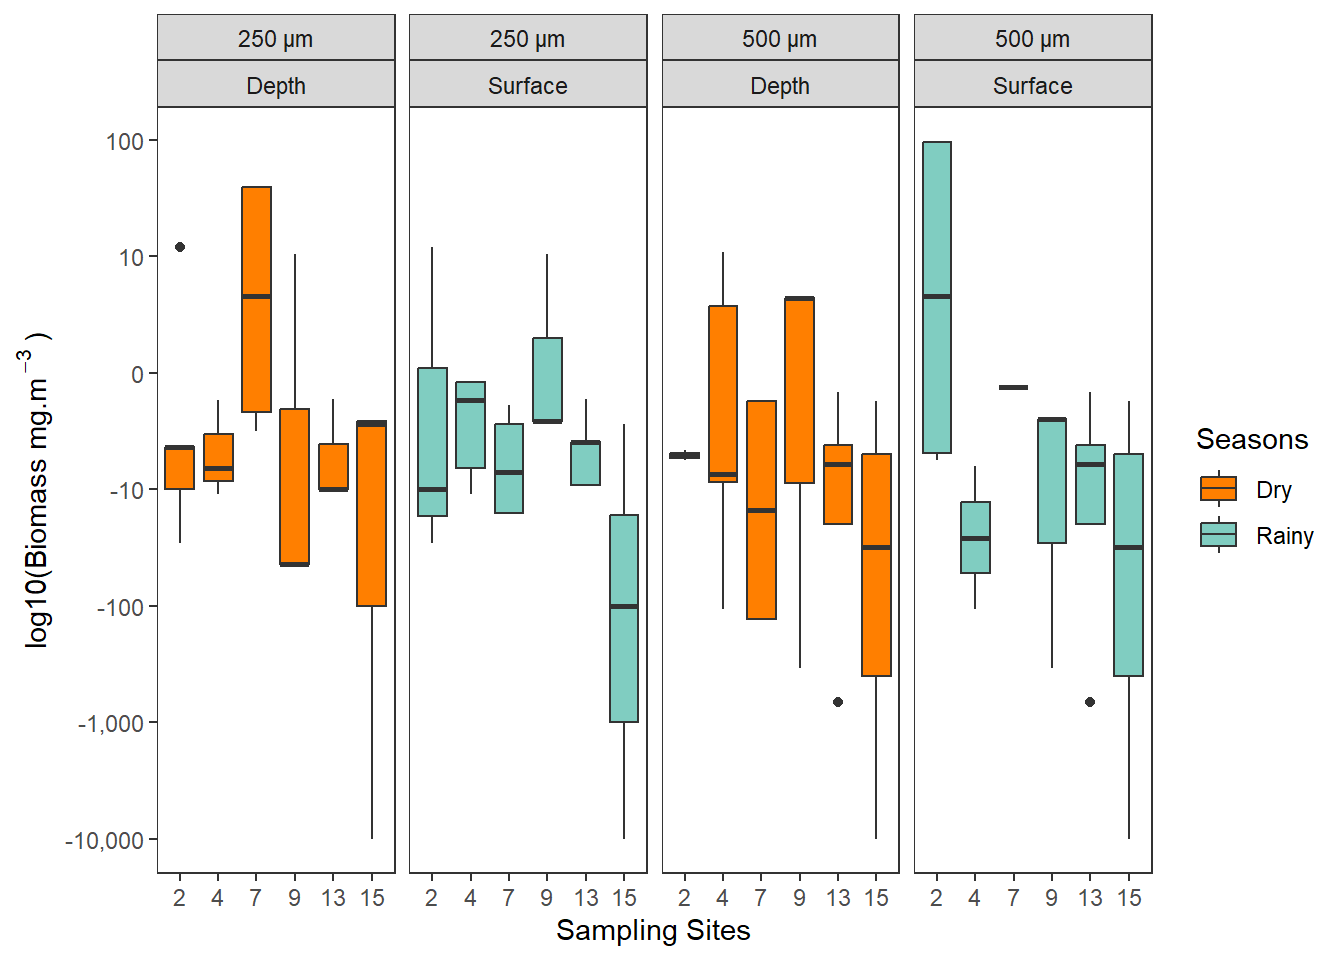 250 µm 250 µm 500 µm 500 µm
Depth Surface Depth Surface
100
10
0
-10
-100
-1,000
-10,000
log10(Biomass mg.m⁻³)
2 4 7 9 13 15 2 4 7 9 13 15 2 4 7 9 13 15 2 4 7 9 13 15
Sampling Sites
Seasons
Dry
Rainy